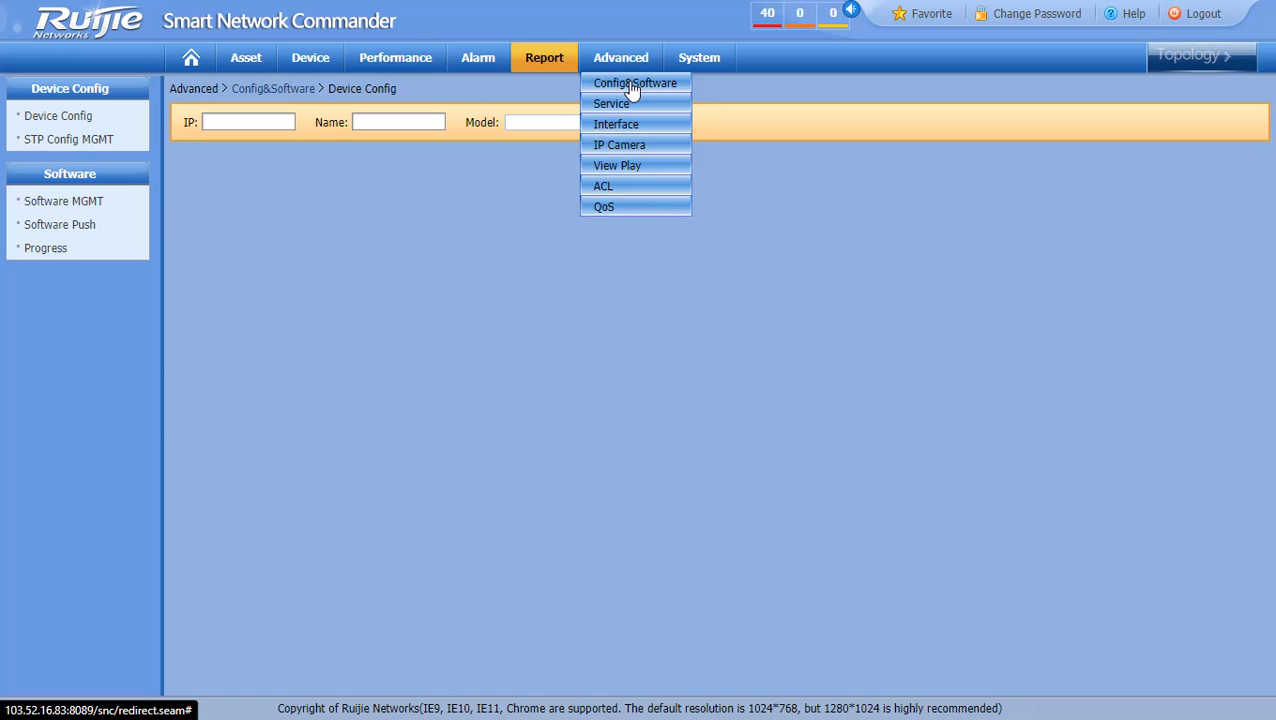 Ruijie Networks Smart Network Commander
40 0 0 Favorite Change Password Help Logout
Asset Device Performance Alarm Report Advanced System Topology
Device Config
Device Config
STP Config MGMT
Software
Software MGMT
Software Push
Progress
Advanced > Config&Software > Device Config
IP: Name: Model:
Config&Software
Service
Interface
IP Camera
View Play
ACL
QoS
103.52.16.83:8089/snc/redirect.seam#
Copyright of Ruijie Networks(IE9, IE10, IE11, Chrome are supported. The default resolution is 1024*768, but 1280*1024 is highly recommended)